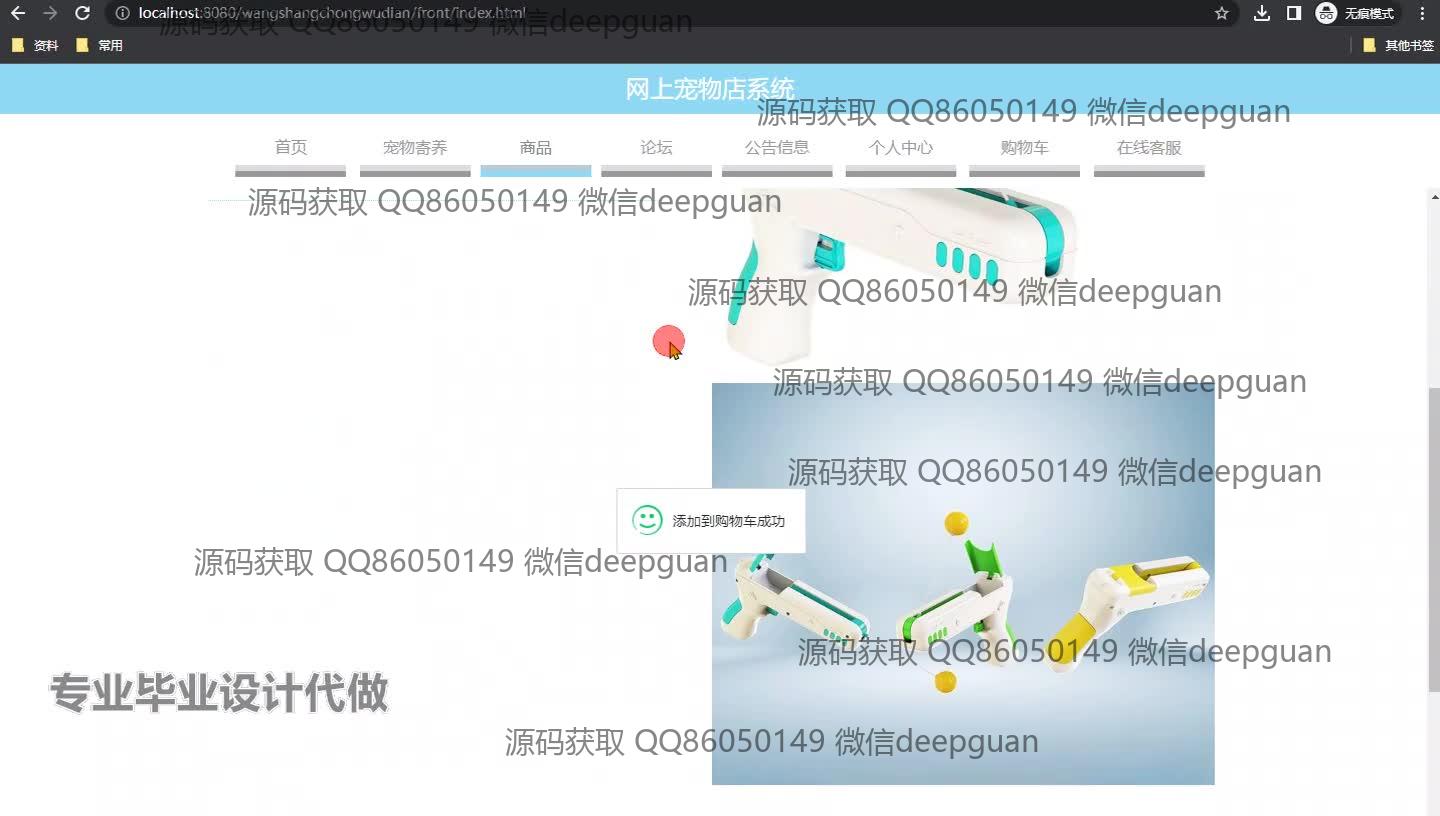 localhost:8080/wangshangchongwudian/front/index.html
无痕模式
源码获取 QQ86050149 微信deepguan
资料
常用
其他书签
网上宠物店系统
源码获取 QQ86050149 微信deepguan
首页
宠物寄养
商品
论坛
公告信息
个人中心
购物车
在线客服
源码获取 QQ86050149 微信deepguan
源码获取 QQ86050149 微信deepguan
源码获取 QQ86050149 微信deepguan
源码获取 QQ86050149 微信deepguan
添加到购物车成功
源码获取 QQ86050149 微信deepguan
源码获取 QQ86050149 微信deepguan
专业毕业设计代做
源码获取 QQ86050149 微信deepguan